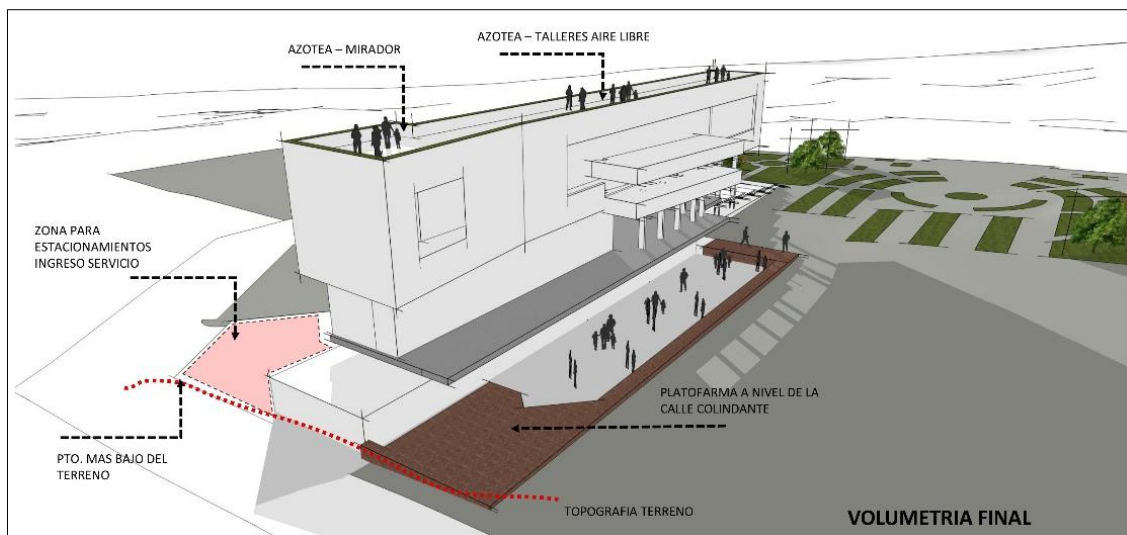 AZOTEA – MIRADOR
AZOTEA – TALLERES AIRE LIBRE
ZONA PARA
ESTACIONAMIENTOS
INGRESO SERVICIO
PLATOFARMA A NIVEL DE LA
CALLE COLINDANTE
PTO. MAS BAJO DEL
TERRENO
TOPOGRAFIA TERRENO
VOLUMETRIA FINAL